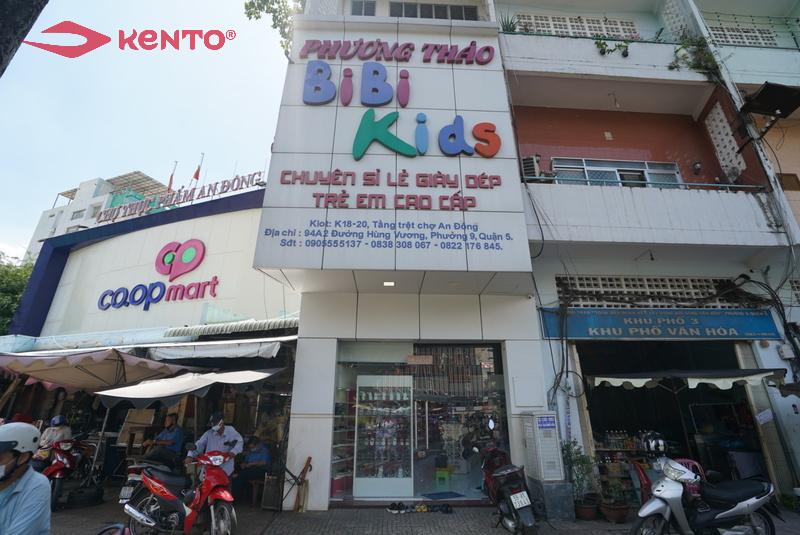 KENTO®
PHƯƠNG THẢO
BiBi
Kids
CHUYÊN SỈ LẺ GIÀY DÉP
TRẺ EM CAO CẤP
Kiot: K18-20, Tầng trệt chợ An Đông
Địa chỉ : 94A2 Đường Hùng Vương, Phường 9, Quận 5.
Sđt : 0905555137 - 0838 308 067 - 0822 176 845.
CHỢ THỰC PHẨM AN ĐÔNG
co.opmart
KHU PHỐ 3
KHU PHỐ VĂN HÓA